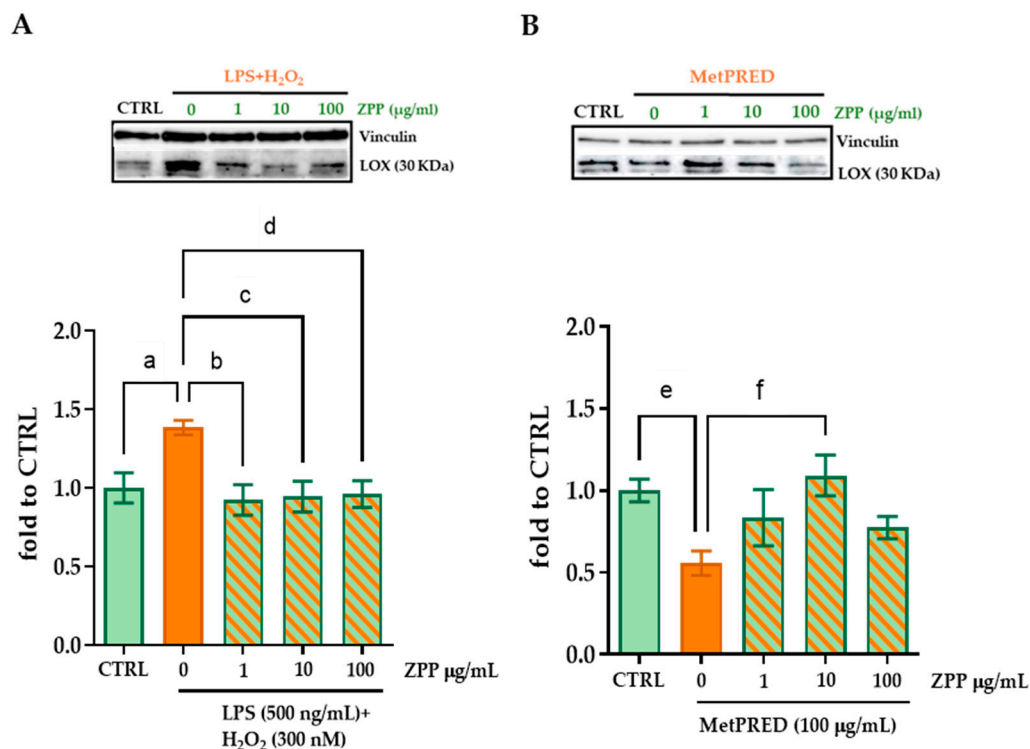 A
LPS+H₂O₂
CTRL 0 1 10 100 ZPP (µg/ml)
Vinculin
LOX (30 KDa)
d
c
a b
fold to CTRL
2.0
1.5
1.0
0.5
0.0
CTRL 0 1 10 100 ZPP µg/mL
LPS (500 ng/mL)+
H₂O₂ (300 nM)
B
MetPRED
CTRL 0 1 10 100 ZPP (µg/ml)
Vinculin
LOX (30 KDa)
e f
fold to CTRL
2.0
1.5
1.0
0.5
0.0
CTRL 0 1 10 100 ZPP µg/mL
MetPRED (100 µg/mL)